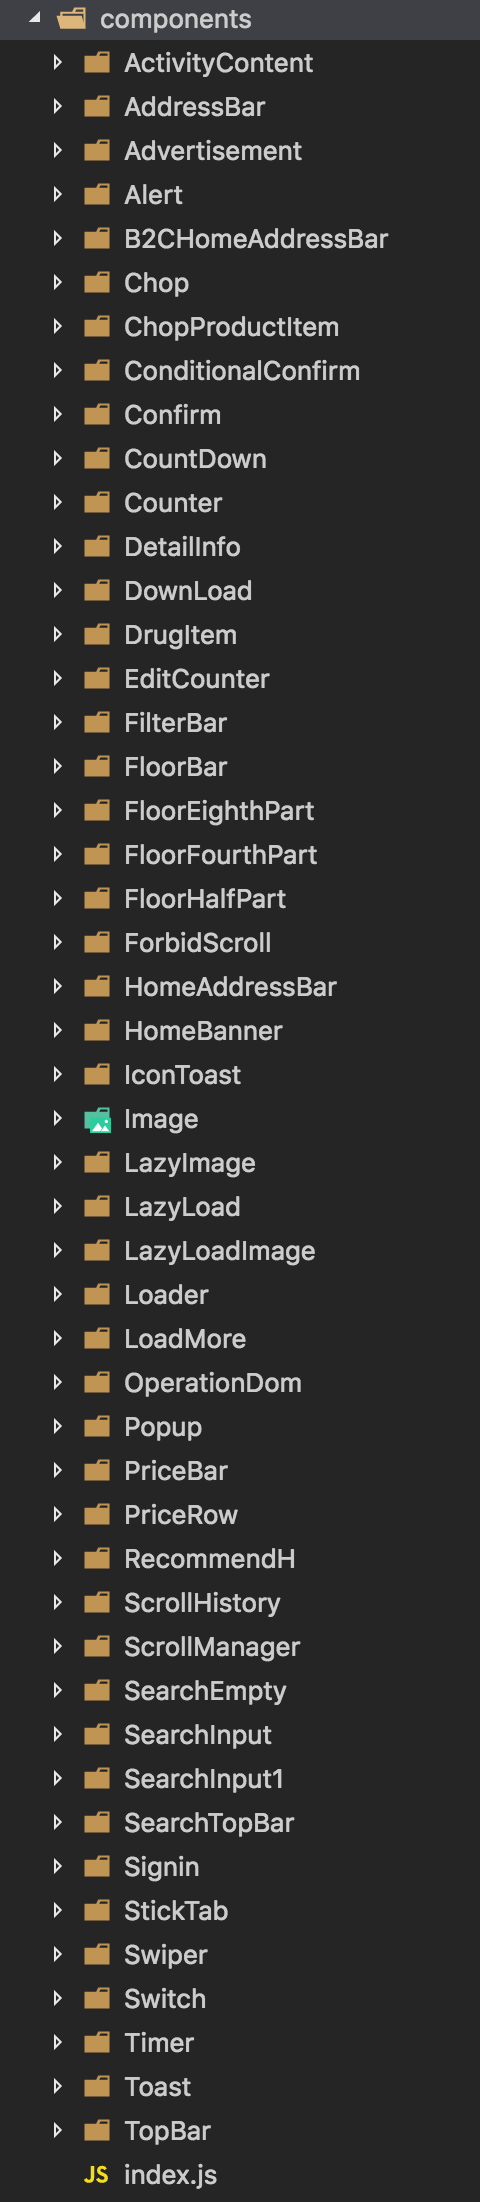 components
ActivityContent
AddressBar
Advertisement
Alert
B2CHomeAddressBar
Chop
ChopProductItem
ConditionalConfirm
Confirm
CountDown
Counter
DetailInfo
DownLoad
DrugItem
EditCounter
FilterBar
FloorBar
FloorEighthPart
FloorFourthPart
FloorHalfPart
ForbidScroll
HomeAddressBar
HomeBanner
IconToast
Image
LazyImage
LazyLoad
LazyLoadImage
Loader
LoadMore
OperationDom
Popup
PriceBar
PriceRow
RecommendH
ScrollHistory
ScrollManager
SearchEmpty
SearchInput
SearchInput1
SearchTopBar
Signin
StickTab
Swiper
Switch
Timer
Toast
TopBar
JS index.js